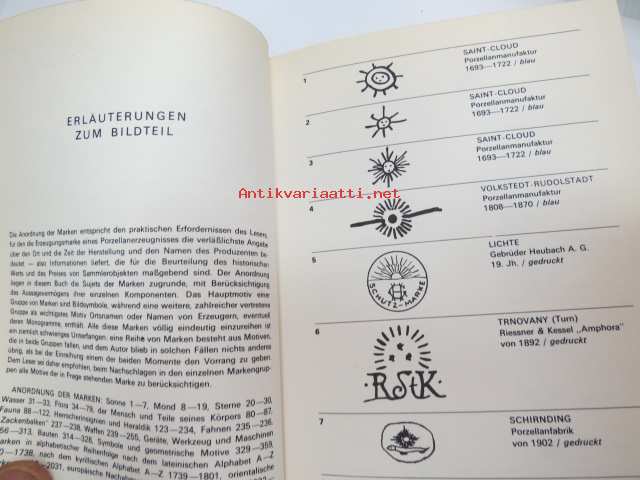 ERLÄUTERUNGEN
ZUM BILDTEIL
Die Anordnung der Marken entspricht den praktischen Erfordernissen des Lesers,
für den die Erzeugungsmarke eines Porzellanerzeugnisses die verläßlichste Angabe
über den Ort und die Zeit der Herstellung und den Namen des Produzenten be-
deutet — also Informationen liefert, die für die Beurteilung des historischen
Werts und des Preises von Sammlerobjekten maßgebend sind. Der Anordnung
liegen in diesem Buch die Sujets der Marken zugrunde, mit Berücksichtigung
des Aussagevermögens ihrer einzelnen Komponenten. Das Hauptmotiv einer
Gruppe von Marken sind Bildsymbole, während eine weitere, zahlreicher vertretene
Gruppe als wichtigstes Motiv Ortsnamen oder Namen von Erzeugern, eventuell
deren Monogramme, enthält. Alle diese Marken völlig eindeutig einzureihen ist
ein ziemlich schwieriges Unterfangen; eine Reihe von Marken besteht aus Motiven,
die in beide Gruppen fallen, und dem Autor blieb in solchen Fällen nichts anderes
übrig, als bei der Einreihung einem der beiden Momente den Vorrang zu geben.
Dem Leser sei daher empfohlen, beim Nachschlagen in den einzelnen Markengrup-
pen alle Motive der in Frage stehenden Marke zu berücksichtigen.
ANORDNUNG DER MARKEN: Sonne 1—7, Mond 8—19, Sterne 20—30,
Wasser 31—33, Flora 34—79, der Mensch und Teile seines Körpers 80—87,
Fauna 88—122, Herrscherinsignien und Heraldik 123—234, Fahnen 235—236,
„Zackenbalken" 237—238, Waffen 239—255, Geräte, Werkzeug und Maschinen
256—313, Bauten 314—328, Symbole und geometrische Motive 329—359,
Marken in alphabetischer Reihenfolge nach dem lateinischen Alphabet A—Z
—1738, nach dem kyrillischen Alphabet A—Z 1739—1801, orientalische
—2031, europäische
1
SAINT-CLOUD
Porzellanmanufaktur
1693—1722 / blau
2
SAINT-CLOUD
Porzellanmanufaktur
1693—1722 / blau
3
SAINT-CLOUD
Porzellanmanufaktur
1693—1722 / blau
4
VOLKSTEDT-RUDOLSTADT
Porzellanmanufaktur
1808—1870 / blau
5
SCHUTZ-MARKE
LICHTE
Gebrüder Heubach A. G.
19. Jh. / gedruckt
6
RStK
TRNOVANY (Turn)
Riessner & Kessel „Amphora"
von 1892 / gedruckt
7
SCHIRNDING
Porzellanfabrik
von 1902 / gedruckt
Antikvariaatti.net